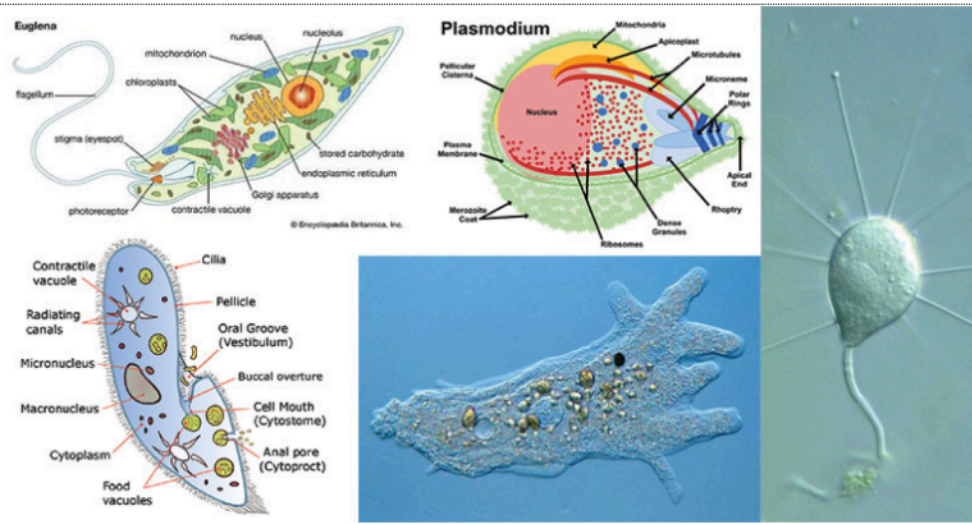 Euglena
nucleus
nucleolus
mitochondrion
chloroplasts
flagellum
stigma (eyespot)
photoreceptor
contractile vacuole
Golgi apparatus
endoplasmic reticulum
stored carbohydrate
© Encyclopædia Britannica, Inc.
Plasmodium
Mitochondria
Apicoplast
Microtubules
Microneme
Polar
Rings
Pellicular
Cisterna
Nucleus
Plasma
Membrane
Merozoite
Coat
Ribosomes
Dense
Granules
Rhoptry
Apical
End
Contractile
vacuole
Cilia
Pellicle
Radiating
canals
Oral Groove
(Vestibulum)
Micronucleus
Buccal overture
Macronucleus
Cell Mouth
(Cytostome)
Cytoplasm
Anal pore
(Cytoproct)
Food
vacuoles